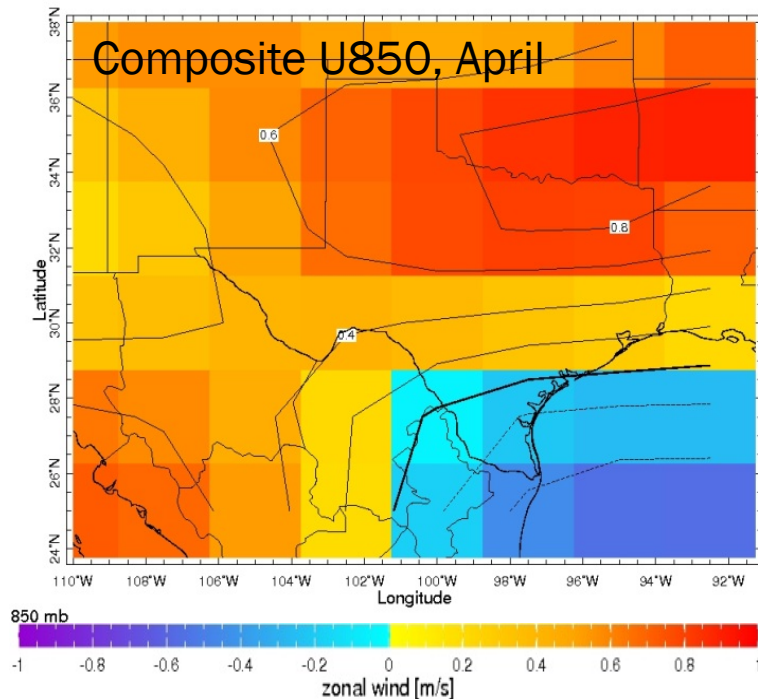 Composite U850, April
38°N
36°N
34°N
32°N
30°N
28°N
26°N
24°N
Latitude
0.6
0.8
0.4
110°W 108°W 106°W 104°W 102°W 100°W 98°W 96°W 94°W 92°W
Longitude
850 mb
-1 -0.8 -0.6 -0.4 -0.2 0 0.2 0.4 0.6 0.8 1
zonal wind [m/s]